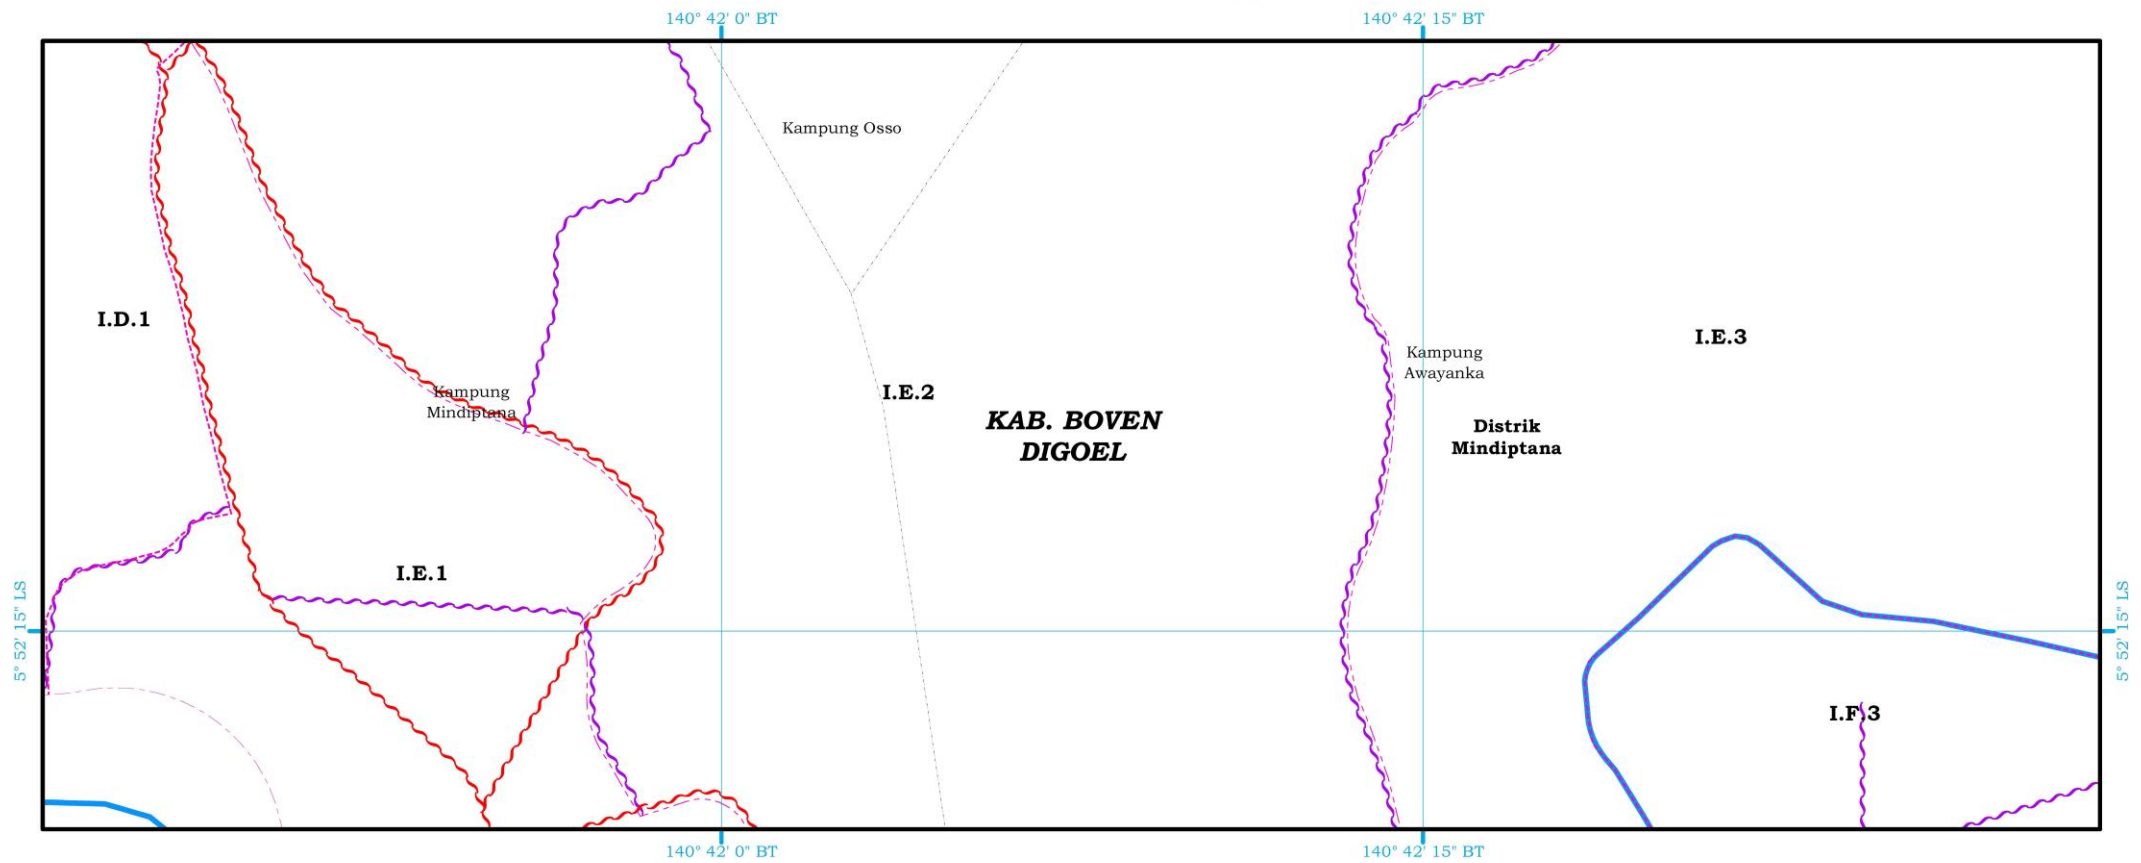 140° 42' 0" BT
140° 42' 15" BT
Kampung Osso
I.D.1
I.E.3
Kampung
Awayanka
Kampung
Mindiptana
I.E.2
KAB. BOVEN
DIGOEL
Distrik
Mindiptana
I.E.1
5° 52' 15" LS
5° 52' 15" LS
I.F.3
140° 42' 0" BT
140° 42' 15" BT